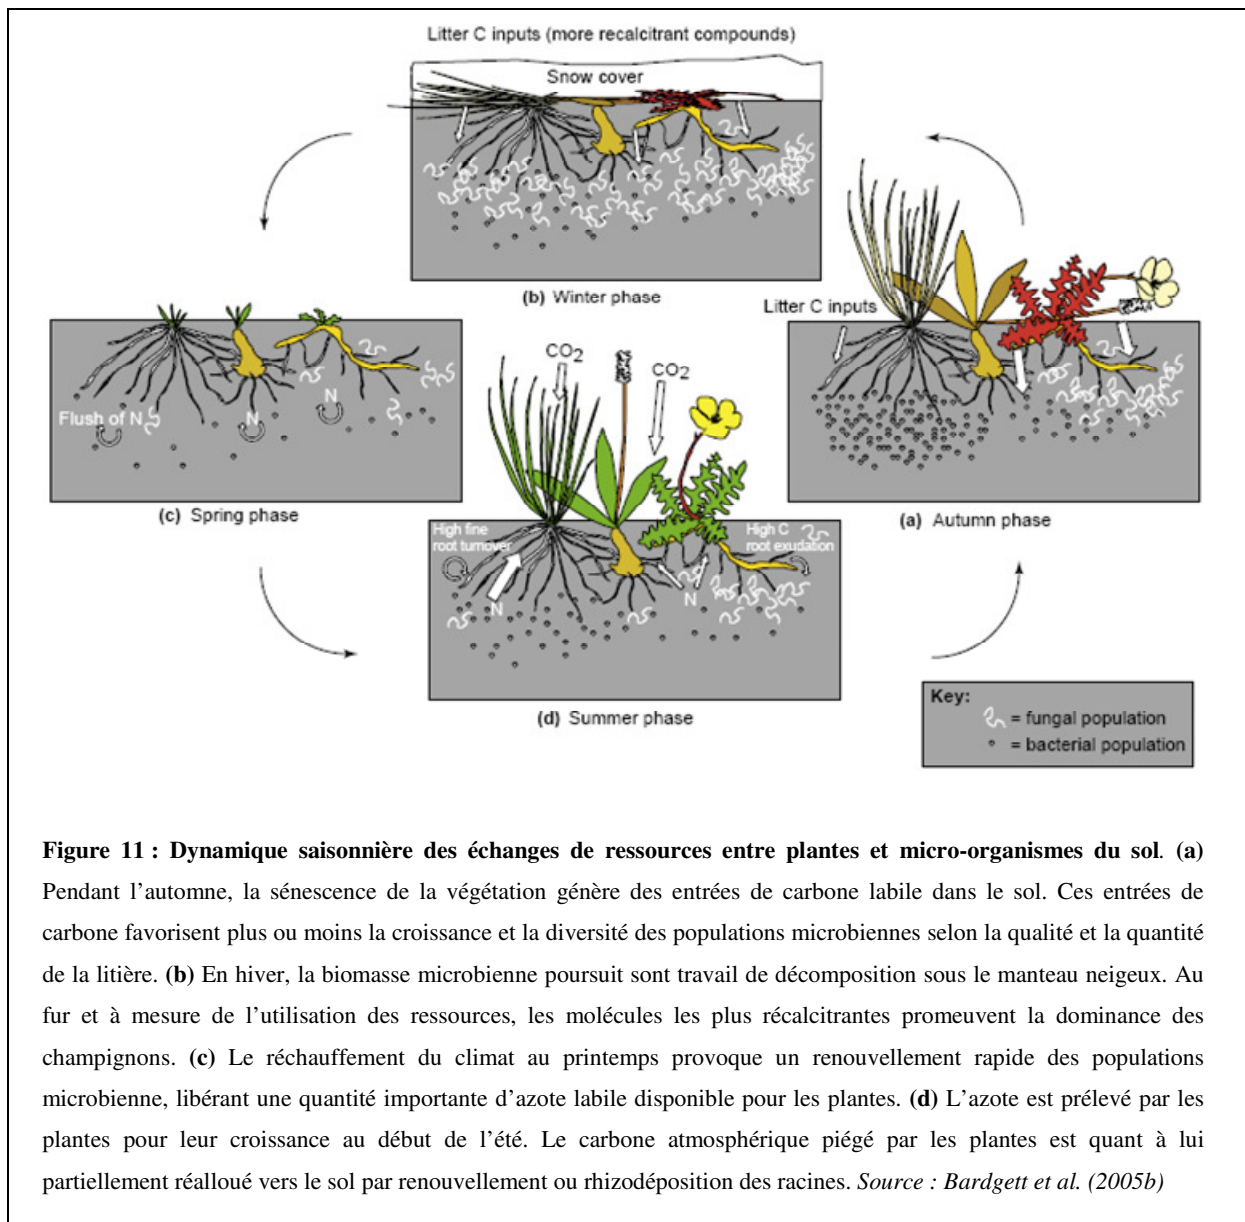 Litter C inputs (more recalcitrant compounds)
Snow cover
(b) Winter phase
Litter C inputs
(a) Autumn phase
Flush of N
N
N
(c) Spring phase
CO2
CO2
High fine
root turnover
High C
root exudation
N
N
(d) Summer phase
Key:
= fungal population
= bacterial population
Figure 11 : Dynamique saisonnière des échanges de ressources entre plantes et micro-organismes du sol. (a)
Pendant l’automne, la sénescence de la végétation génère des entrées de carbone labile dans le sol. Ces entrées de
carbone favorisent plus ou moins la croissance et la diversité des populations microbiennes selon la qualité et la quantité
de la litière. (b) En hiver, la biomasse microbienne poursuit sont travail de décomposition sous le manteau neigeux. Au
fur et à mesure de l’utilisation des ressources, les molécules les plus récalcitrantes promeuvent la dominance des
champignons. (c) Le réchauffement du climat au printemps provoque un renouvellement rapide des populations
microbienne, libérant une quantité importante d’azote labile disponible pour les plantes. (d) L’azote est prélevé par les
plantes pour leur croissance au début de l’été. Le carbone atmosphérique piégé par les plantes est quant à lui
partiellement réalloué vers le sol par renouvellement ou rhizodéposition des racines. Source : Bardgett et al. (2005b)